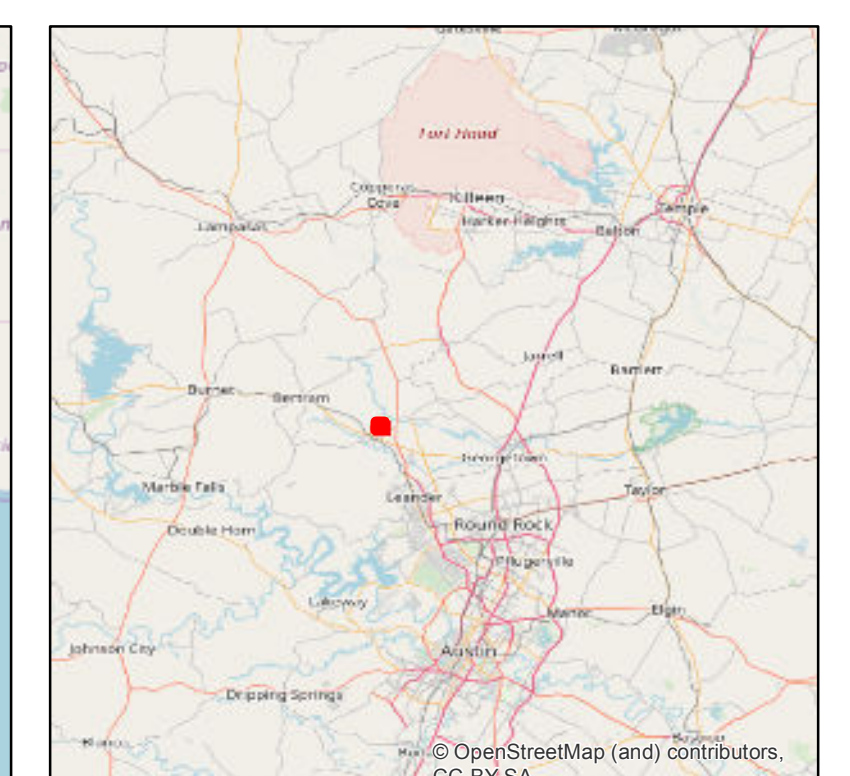 Fort Hood
Copperas
Cove
Killeen
Harker Heights
Temple
Lampasas
Belton
Jarrell
Bartlett
Burnet
Bertram
Georgetown
Marble Falls
Leander
Taylor
Double Horn
Round Rock
Pflugerville
Lakeway
Manor
Elgin
Johnson City
Austin
Dripping Springs
Blanco
Bastrop
© OpenStreetMap (and) contributors,
CC-BY-SA